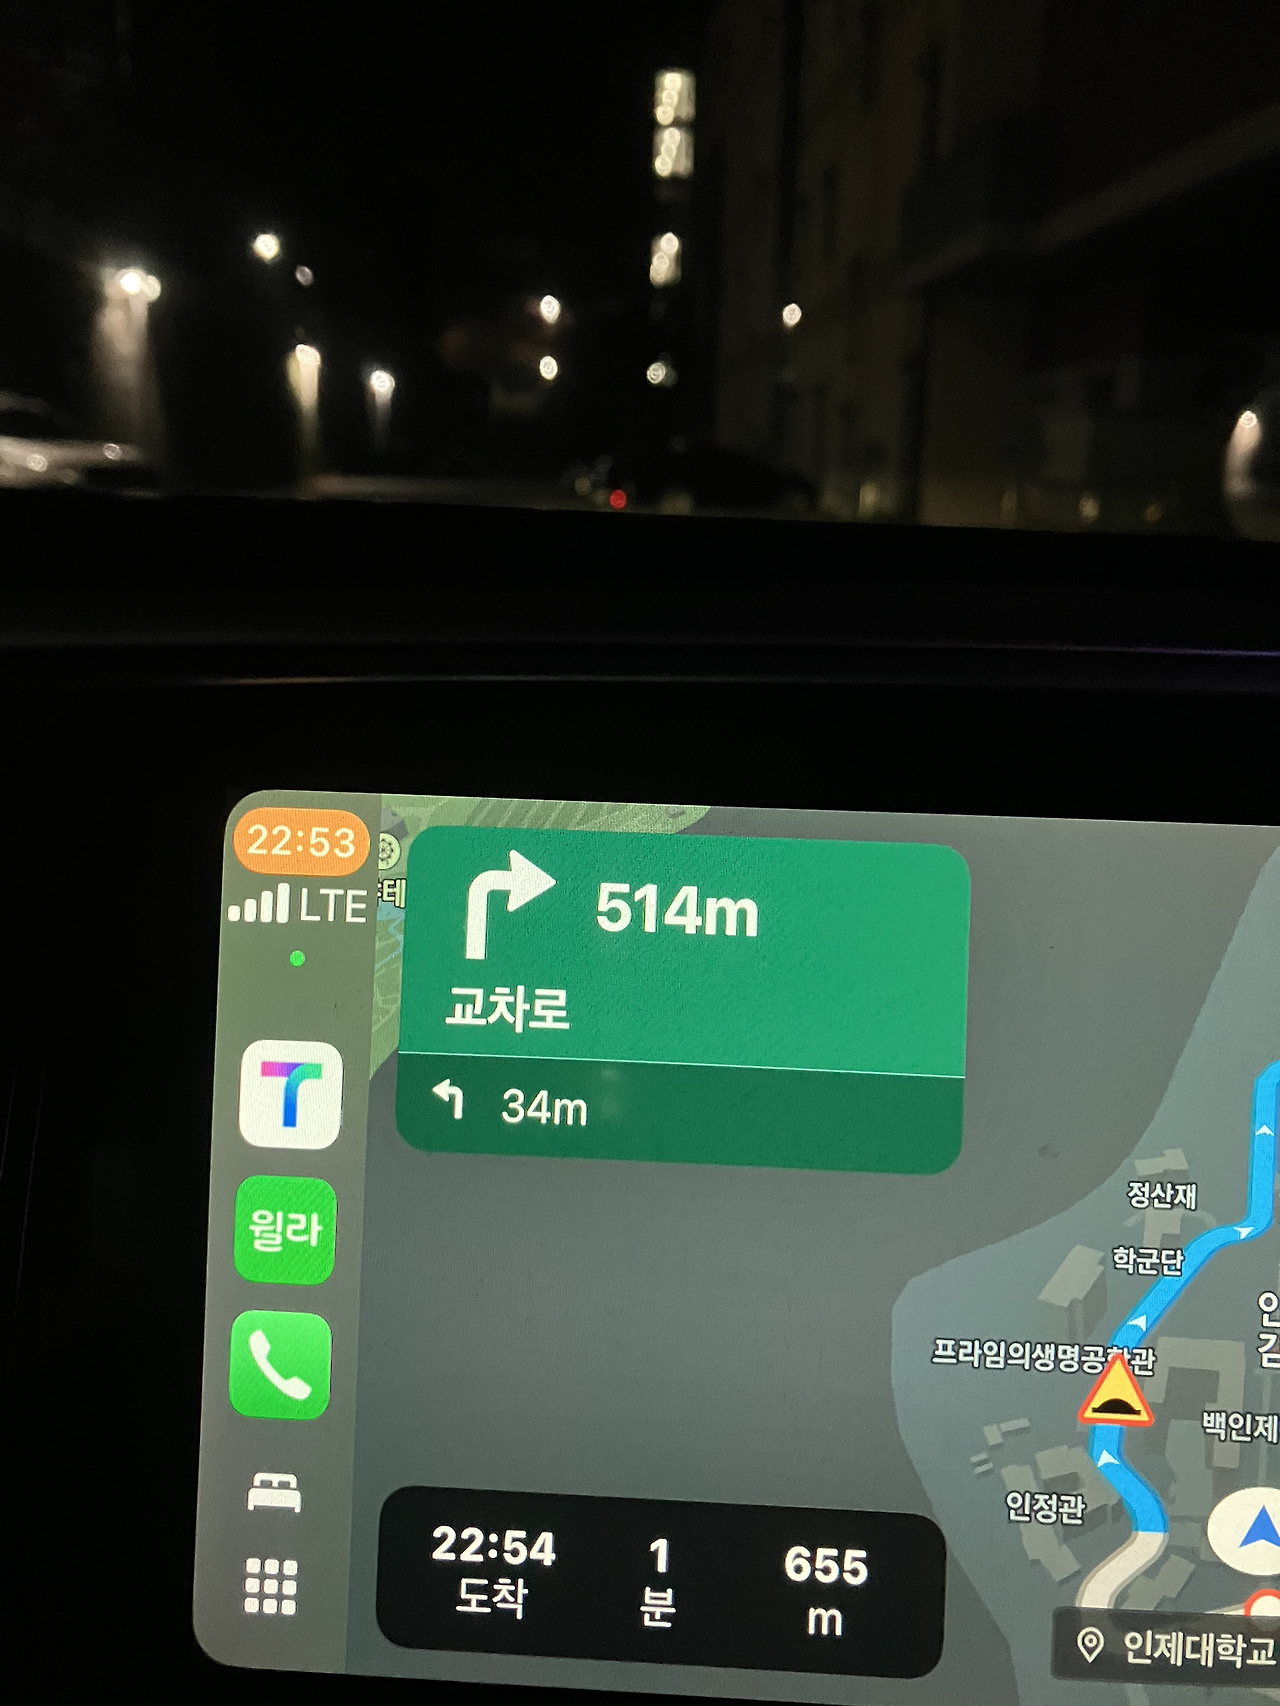 22:53
LTE
514m
교차로
34m
윌라
정산재
학군단
프라임의생명공학관
백인제
인정관
22:54
도착
1
분
655
m
인제대학교